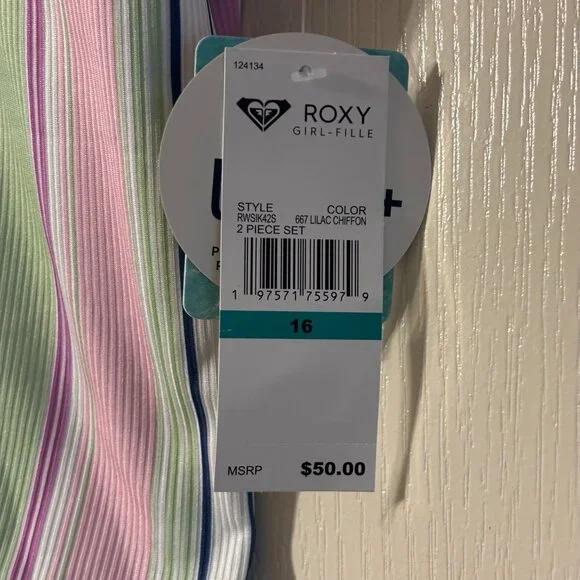 124134
ROXY
GIRL-FILLE
STYLE COLOR
RWSIK42S 667 LILAC CHIFFON
2 PIECE SET
1 97571 75597 9
16
MSRP $50.00